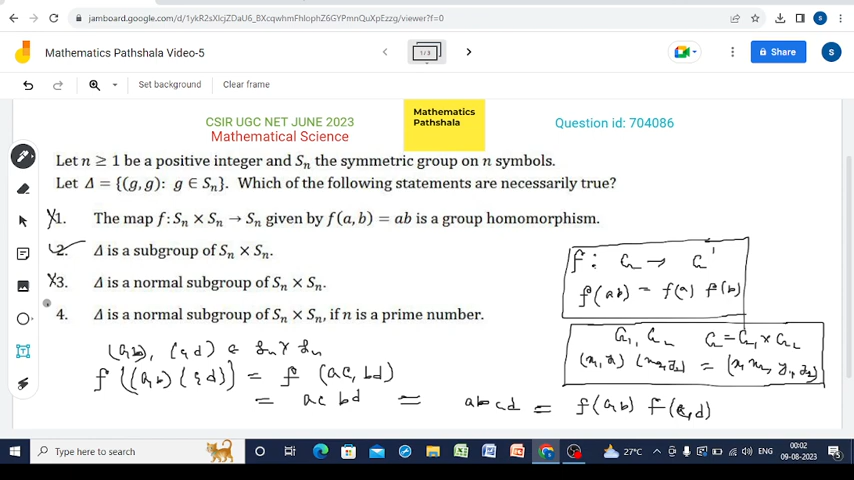 jamboard.google.com/d/1ykR2sXlcjZDaU6_BXcqwhmFhIophZ6GYPmnQuXpEzzg/viewer?f=0
Mathematics Pathshala Video-5
1/3
Share
S
Set background
Clear frame
CSIR UGC NET JUNE 2023
Mathematical Science
Mathematics
Pathshala
Question id: 704086
Let n ≥ 1 be a positive integer and Sₙ the symmetric group on n symbols.
Let Δ = {(g, g): g ∈ Sₙ}. Which of the following statements are necessarily true?
1. The map f: Sₙ × Sₙ → Sₙ given by f(a, b) = ab is a group homomorphism.
2. Δ is a subgroup of Sₙ × Sₙ.
3. Δ is a normal subgroup of Sₙ × Sₙ.
4. Δ is a normal subgroup of Sₙ × Sₙ, if n is a prime number.
f : G → G'
f(ab) = f(a) f(b)
G₁, G₂ G = G₁ × G₂
(x₁, y₁) (x₂, y₂) = (x₁ x₂, y₁ y₂)
(a,b), (c,d) ∈ Sₙ × Sₙ
f((a,b) (c,d)) = f (ac, bd)
= ac bd = abcd = f(a,b) f(c,d)
Type here to search
27°C
ENG
00:02
09-08-2023